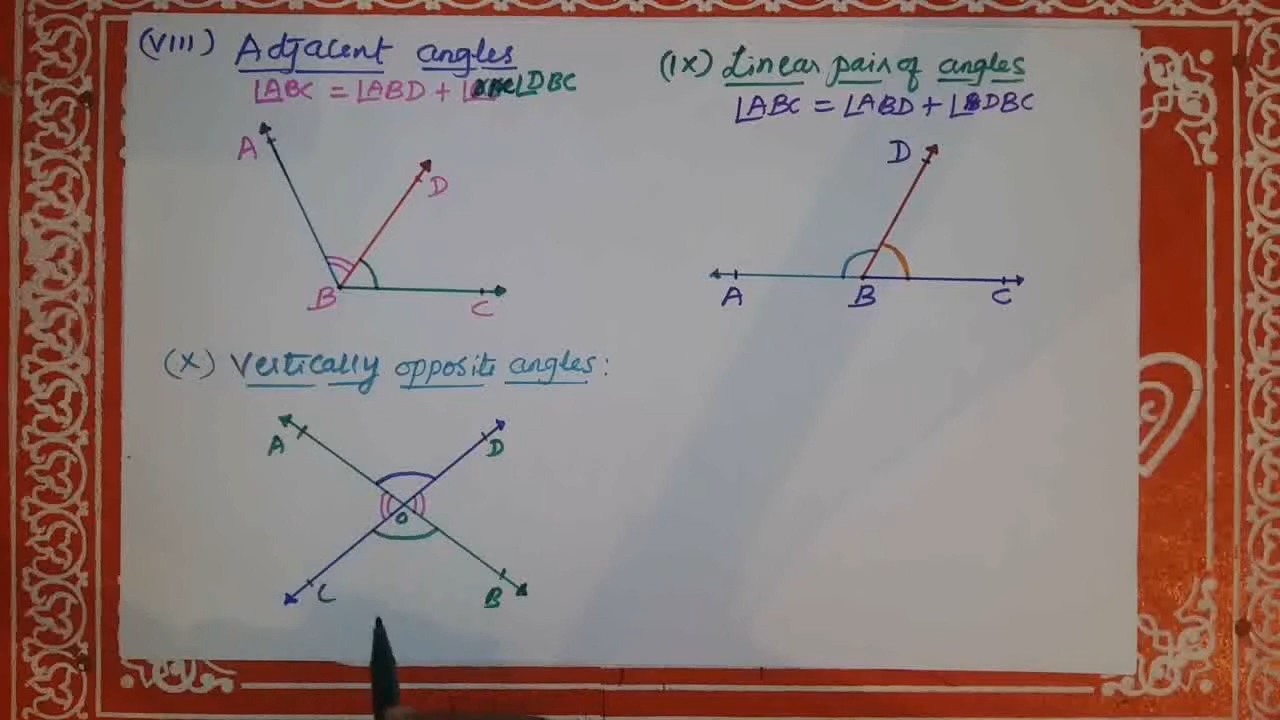 (VIII) Adjacent angles
∠ABC = ∠ABD + ∠DBC
A
D
B
C
(IX) Linear pair of angles
∠ABC = ∠ABD + ∠DBC
D
A
B
C
(X) Vertically opposite angles:
A
D
O
C
B